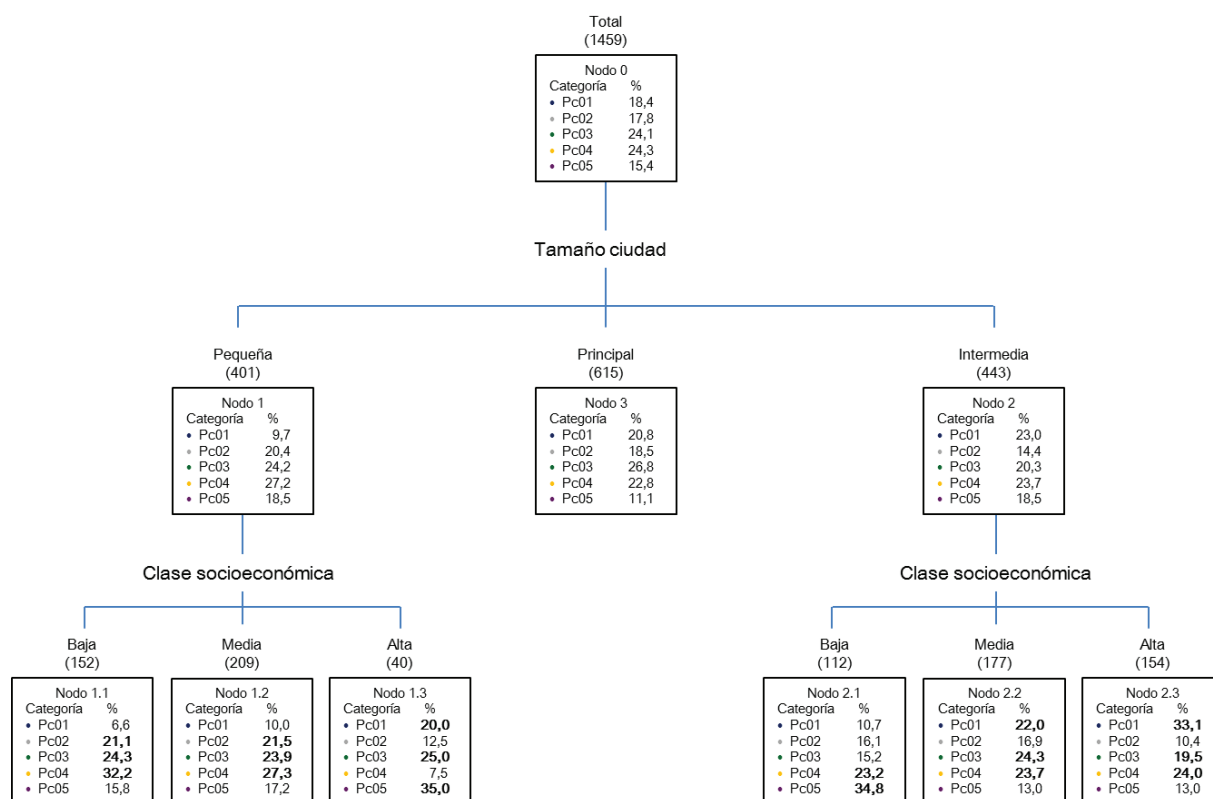 Total
(1459)
Nodo 0
Categoría %
• Pc01 18,4
• Pc02 17,8
• Pc03 24,1
• Pc04 24,3
• Pc05 15,4
Tamaño ciudad
Pequeña
(401)
Nodo 1
Categoría %
• Pc01 9,7
• Pc02 20,4
• Pc03 24,2
• Pc04 27,2
• Pc05 18,5
Principal
(615)
Nodo 3
Categoría %
• Pc01 20,8
• Pc02 18,5
• Pc03 26,8
• Pc04 22,8
• Pc05 11,1
Intermedia
(443)
Nodo 2
Categoría %
• Pc01 23,0
• Pc02 14,4
• Pc03 20,3
• Pc04 23,7
• Pc05 18,5
Clase socioeconómica
Baja
(152)
Nodo 1.1
Categoría %
• Pc01 6,6
• Pc02 21,1
• Pc03 24,3
• Pc04 32,2
• Pc05 15,8
Media
(209)
Nodo 1.2
Categoría %
• Pc01 10,0
• Pc02 21,5
• Pc03 23,9
• Pc04 27,3
• Pc05 17,2
Alta
(40)
Nodo 1.3
Categoría %
• Pc01 20,0
• Pc02 12,5
• Pc03 25,0
• Pc04 7,5
• Pc05 35,0
Clase socioeconómica
Baja
(112)
Nodo 2.1
Categoría %
• Pc01 10,7
• Pc02 16,1
• Pc03 15,2
• Pc04 23,2
• Pc05 34,8
Media
(177)
Nodo 2.2
Categoría %
• Pc01 22,0
• Pc02 16,9
• Pc03 24,3
• Pc04 23,7
• Pc05 13,0
Alta
(154)
Nodo 2.3
Categoría %
• Pc01 33,1
• Pc02 10,4
• Pc03 19,5
• Pc04 24,0
• Pc05 13,0